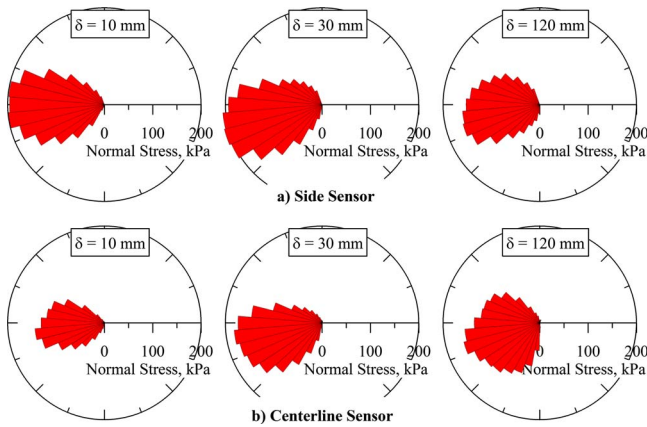 δ = 10 mm
δ = 30 mm
δ = 120 mm
0 100 200
Normal Stress, kPa
0 100 200
Normal Stress, kPa
0 100 200
Normal Stress, kPa
a) Side Sensor
δ = 10 mm
δ = 30 mm
δ = 120 mm
0 100 200
Normal Stress, kPa
0 100 200
Normal Stress, kPa
0 100 200
Normal Stress, kPa
b) Centerline Sensor